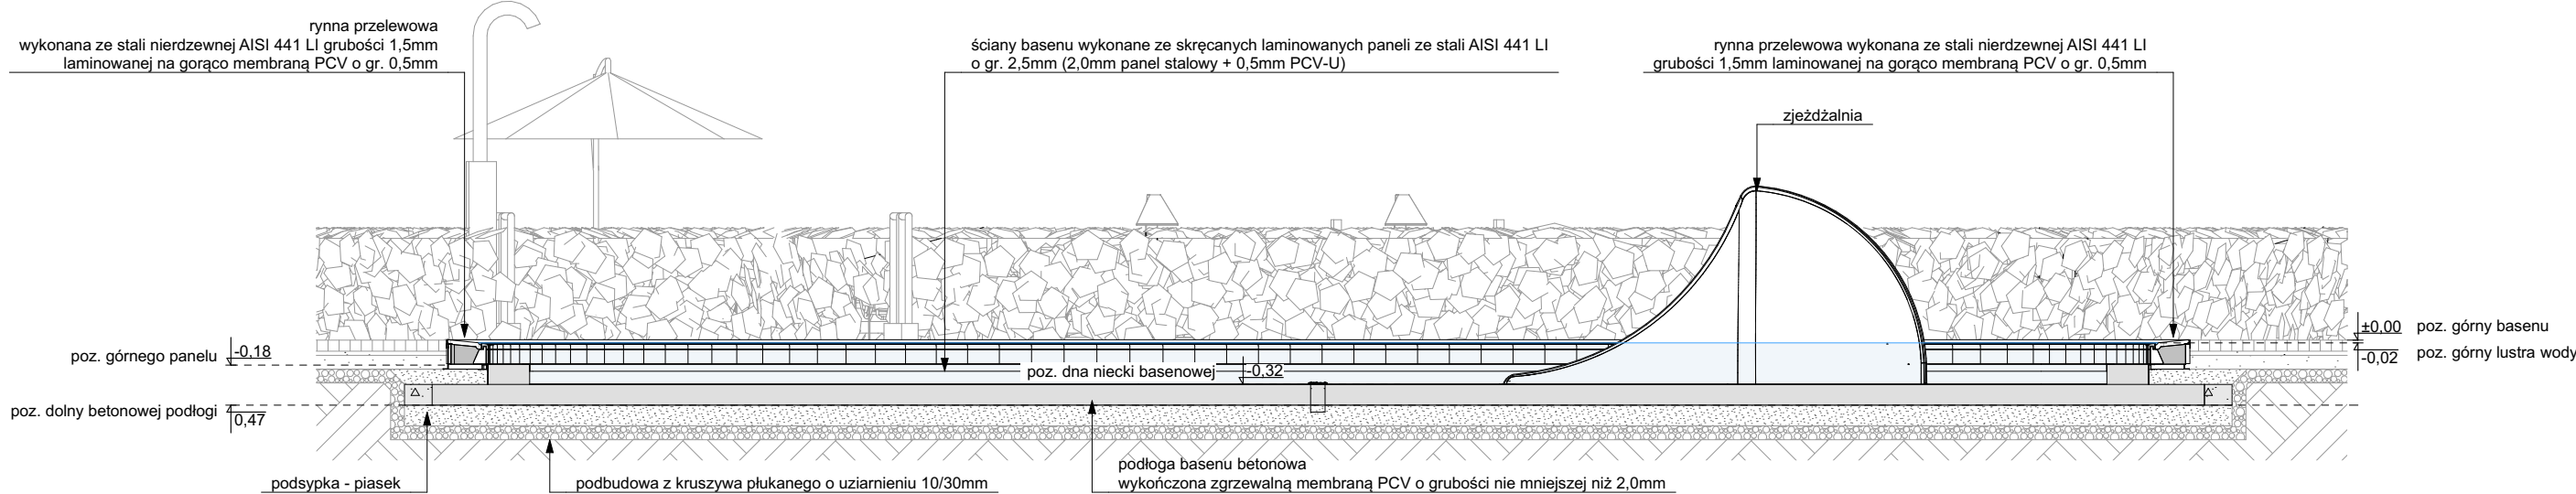 rynna przelewowa
wykonana ze stali nierdzewnej AISI 441 LI grubości 1,5mm
laminowanej na gorąco membraną PCV o gr. 0,5mm
ściany basenu wykonane ze skręcanych laminowanych paneli ze stali AISI 441 LI
o gr. 2,5mm (2,0mm panel stalowy + 0,5mm PCV-U)
rynna przelewowa wykonana ze stali nierdzewnej AISI 441 LI
grubości 1,5mm laminowanej na gorąco membraną PCV o gr. 0,5mm
zjeżdżalnia
±0,00 poz. górny basenu
-0,02 poz. górny lustra wody
poz. górnego panelu -0,18
poz. dna niecki basenowej -0,32
poz. dolny betonowej podłogi 0,47
podsypka - piasek
podbudowa z kruszywa płukanego o uziarnieniu 10/30mm
podłoga basenu betonowa
wykończona zgrzewalną membraną PCV o grubości nie mniejszej niż 2,0mm